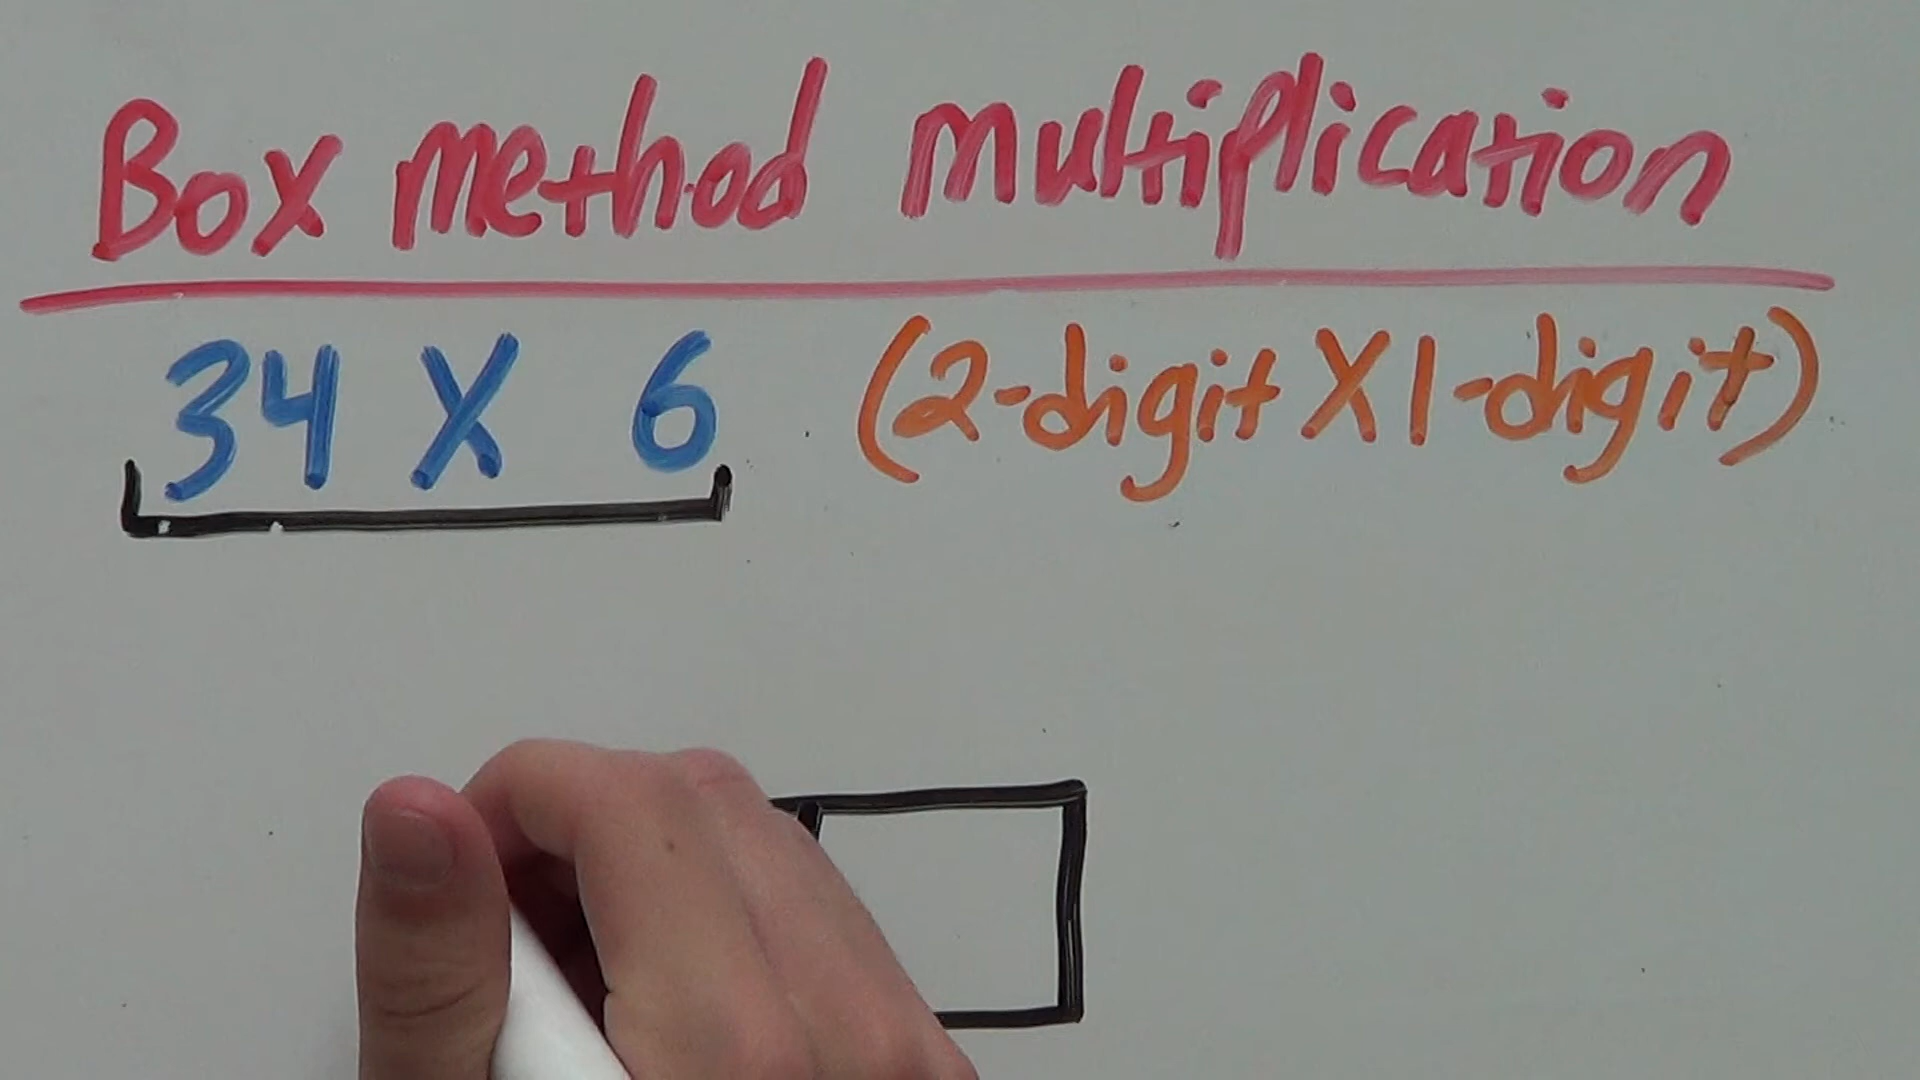 Box method multiplication
34 X 6 (2-digit X 1-digit)